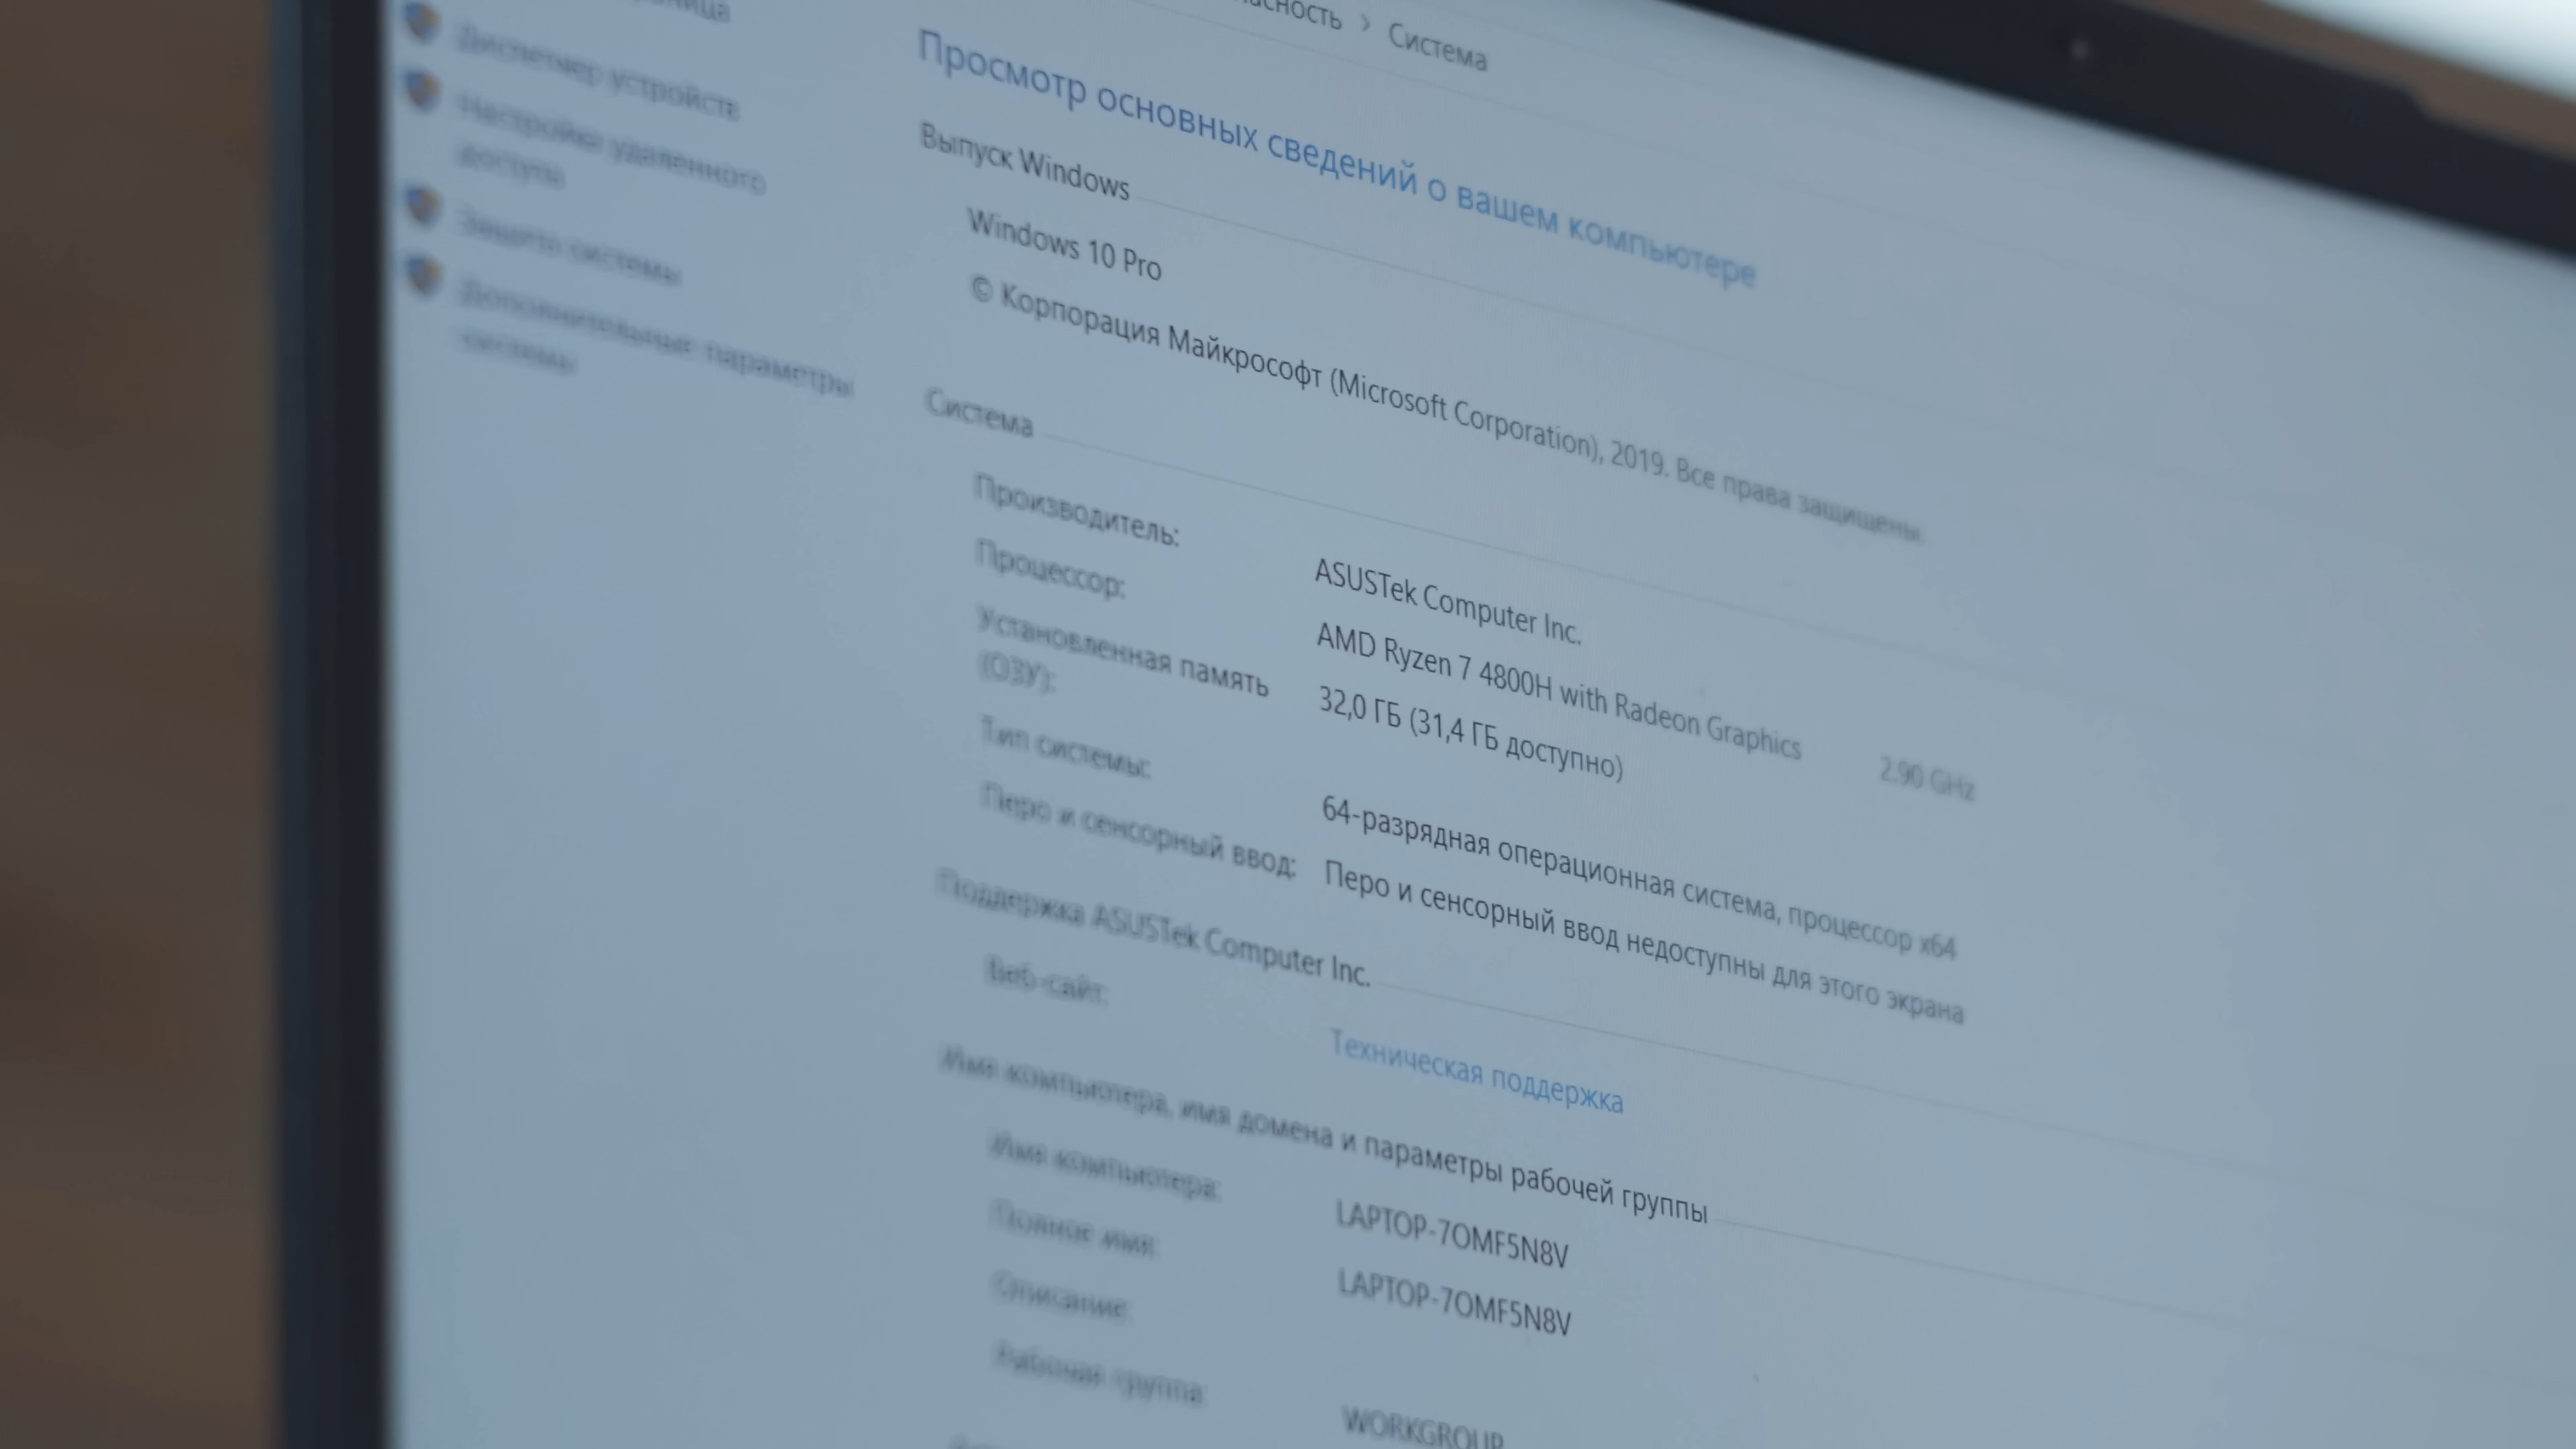 Система
Диспетчер устройств
Настройка удаленного
доступа
Защита системы
Дополнительные параметры
системы
Просмотр основных сведений о вашем компьютере
Выпуск Windows
Windows 10 Pro
© Корпорация Майкрософт (Microsoft Corporation), 2019. Все права защищены.
Система
Производитель: ASUSTek Computer Inc.
Процессор: AMD Ryzen 7 4800H with Radeon Graphics 2.90 GHz
Установленная память 32,0 ГБ (31,4 ГБ доступно)
(ОЗУ):
Тип системы: 64-разрядная операционная система, процессор x64
Перо и сенсорный ввод: Перо и сенсорный ввод недоступны для этого экрана
Поддержка ASUSTek Computer Inc.
Веб-сайт: Техническая поддержка
Имя компьютера, имя домена и параметры рабочей группы
Имя компьютера: LAPTOP-7OMF5N8V
Полное имя: LAPTOP-7OMF5N8V
Описание:
Рабочая группа: WORKGROUP